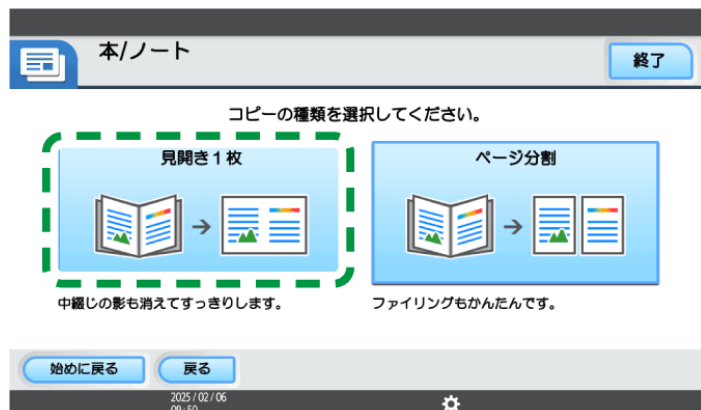 本/ノート
終了
コピーの種類を選択してください。
見開き1枚
ページ分割
中綴じの影も消えてすっきりします。
ファイリングもかんたんです。
始めに戻る
戻る
2025/02/06
09:50